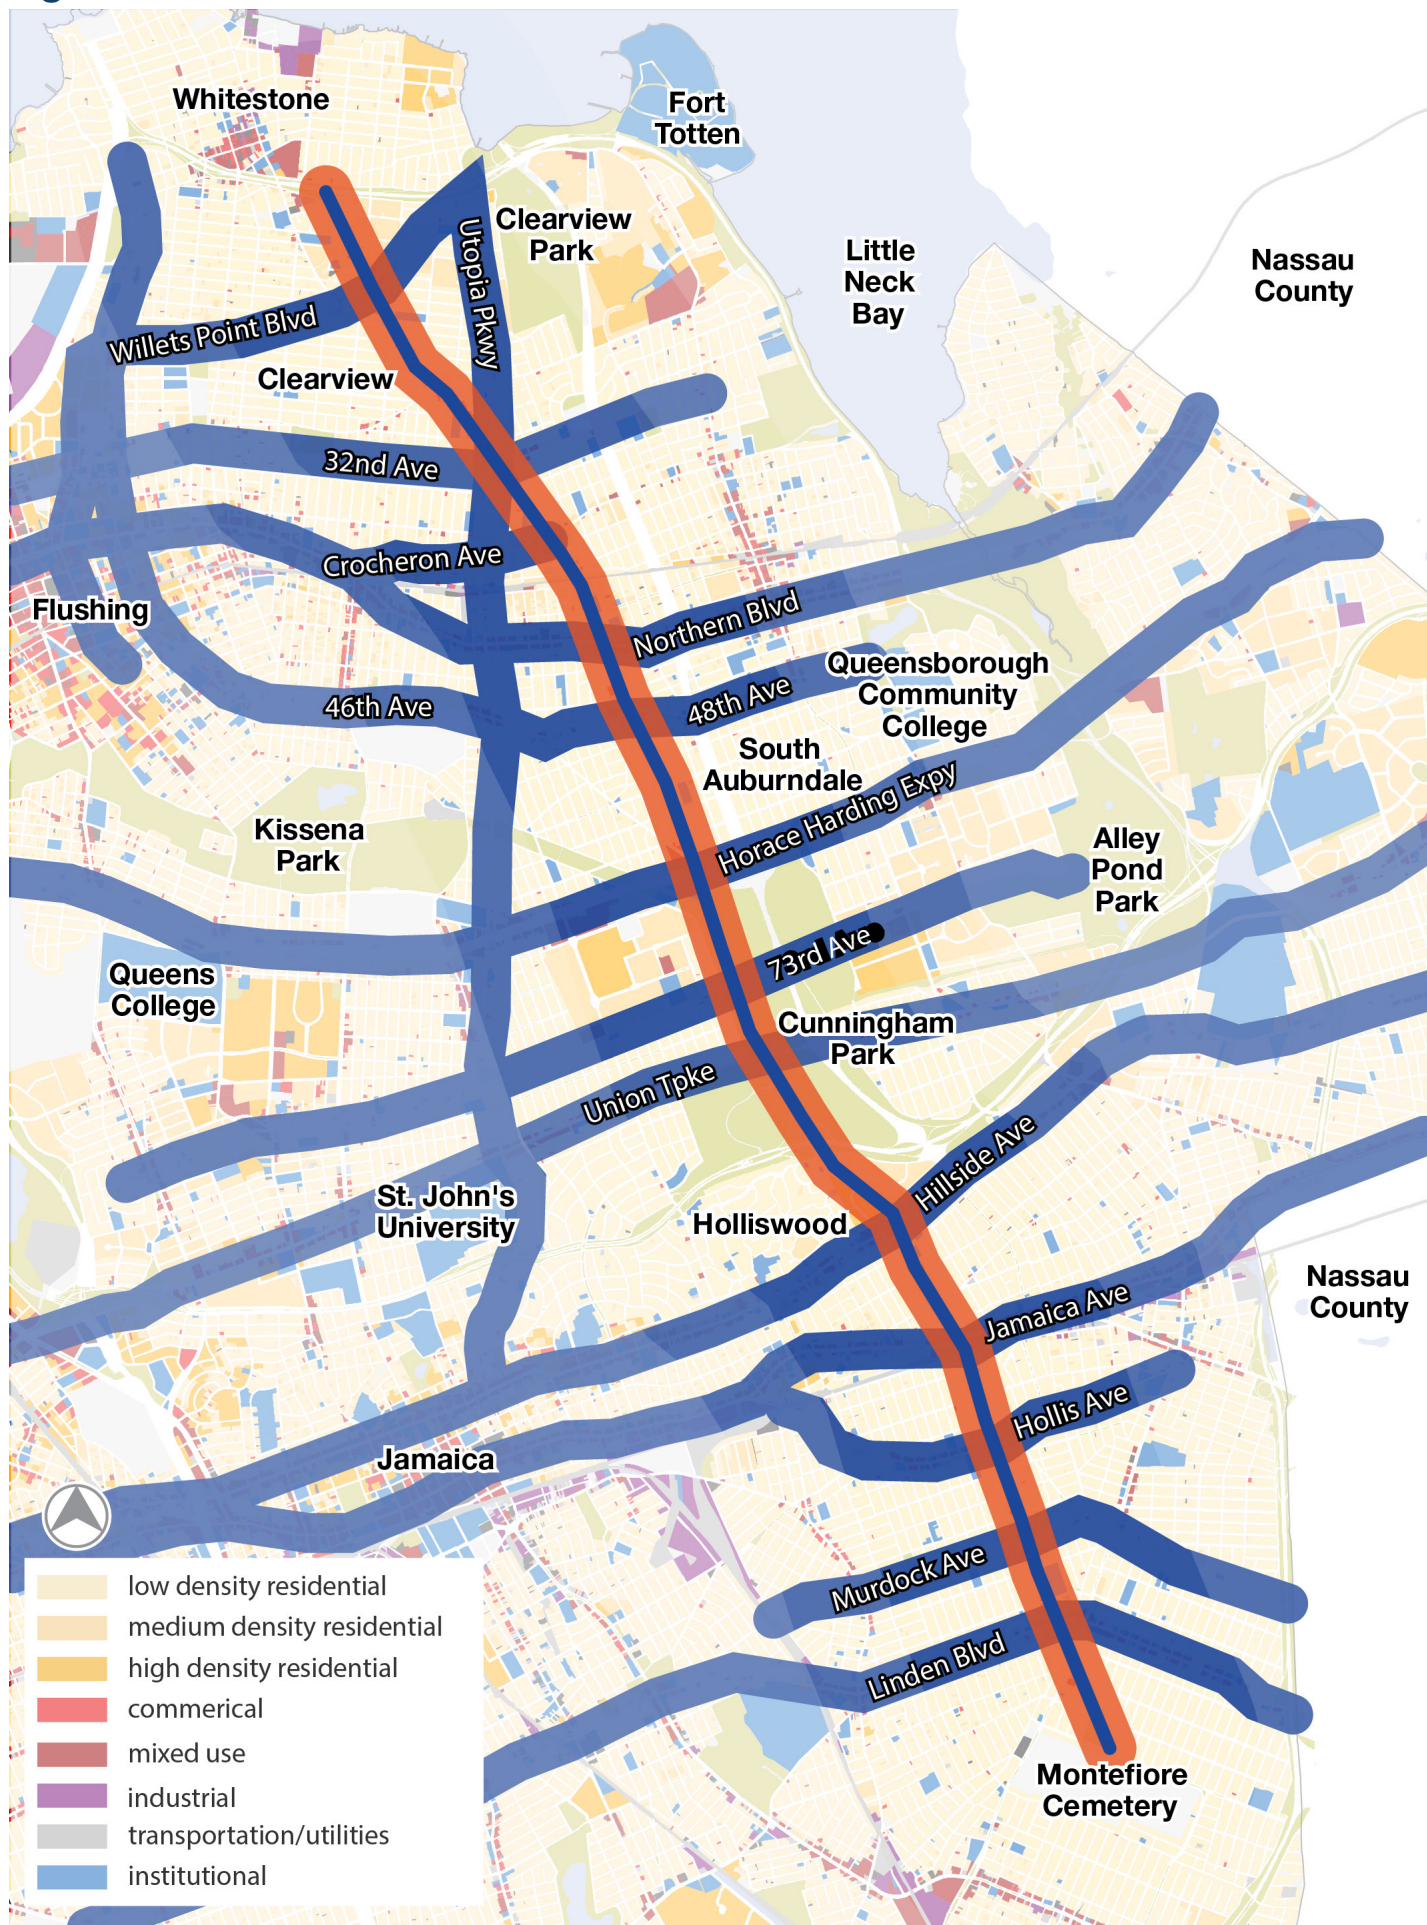 Whitestone
Fort
Totten
Clearview
Park
Utopia Pkwy
Little
Neck
Bay
Nassau
County
Willets Point Blvd
Clearview
32nd Ave
Crocheron Ave
Flushing
Northern Blvd
Queensborough
Community
College
46th Ave
48th Ave
South
Auburndale
Horace Harding Expy
Kissena
Park
Alley
Pond
Park
73rd Ave
Queens
College
Cunningham
Park
Union Tpke
Hillside Ave
St. John's
University
Holliswood
Nassau
County
Jamaica Ave
Hollis Ave
Jamaica
Murdock Ave
Linden Blvd
Montefiore
Cemetery
low density residential
medium density residential
high density residential
commerical
mixed use
industrial
transportation/utilities
institutional